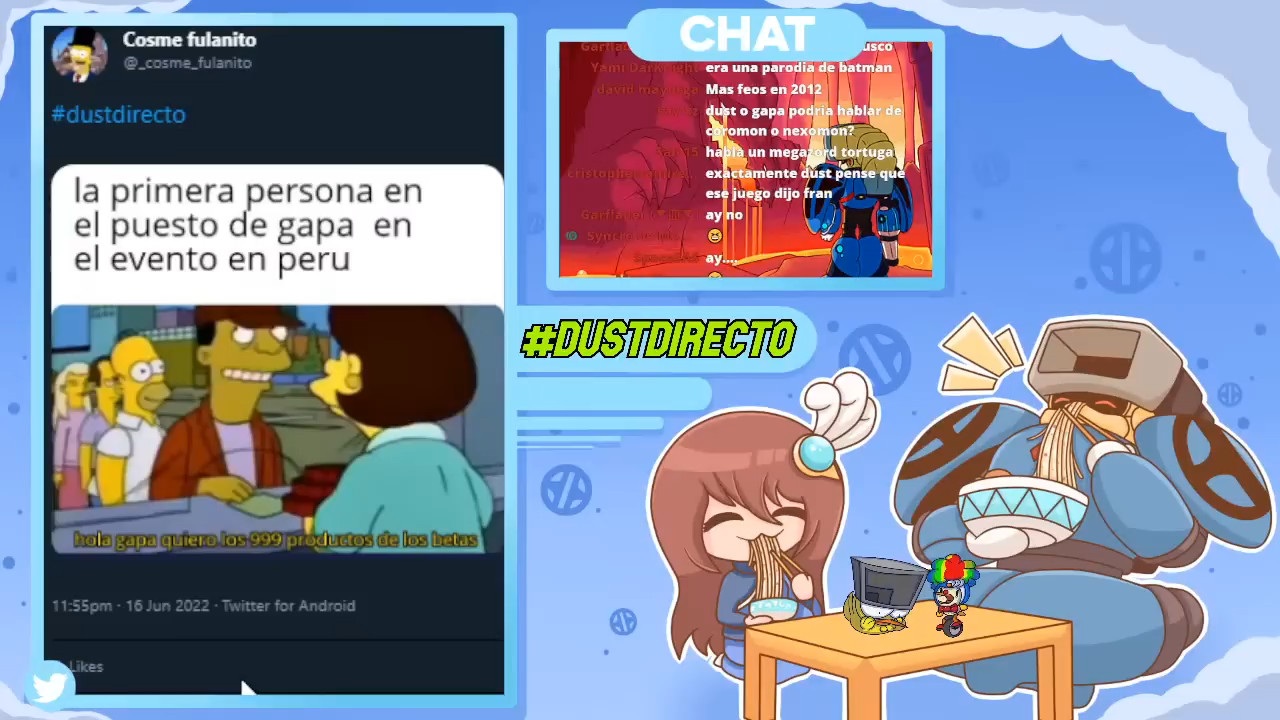 Cosme fulanito
@_cosme_fulanito
#dustdirecto
la primera persona en
el puesto de gapa en
el evento en peru
hola gapa quiero los 999 productos de los betas
11:55pm · 16 Jun 2022 · Twitter for Android
Likes
CHAT
usco
era una parodia de batman
Mas feos en 2012
dust o gapa podria hablar de
coromon o nexomon?
habia un megazord tortuga
exactamente dust pense que
ese juego dijo fran
ay no
ay....
#DUSTDIRECTO